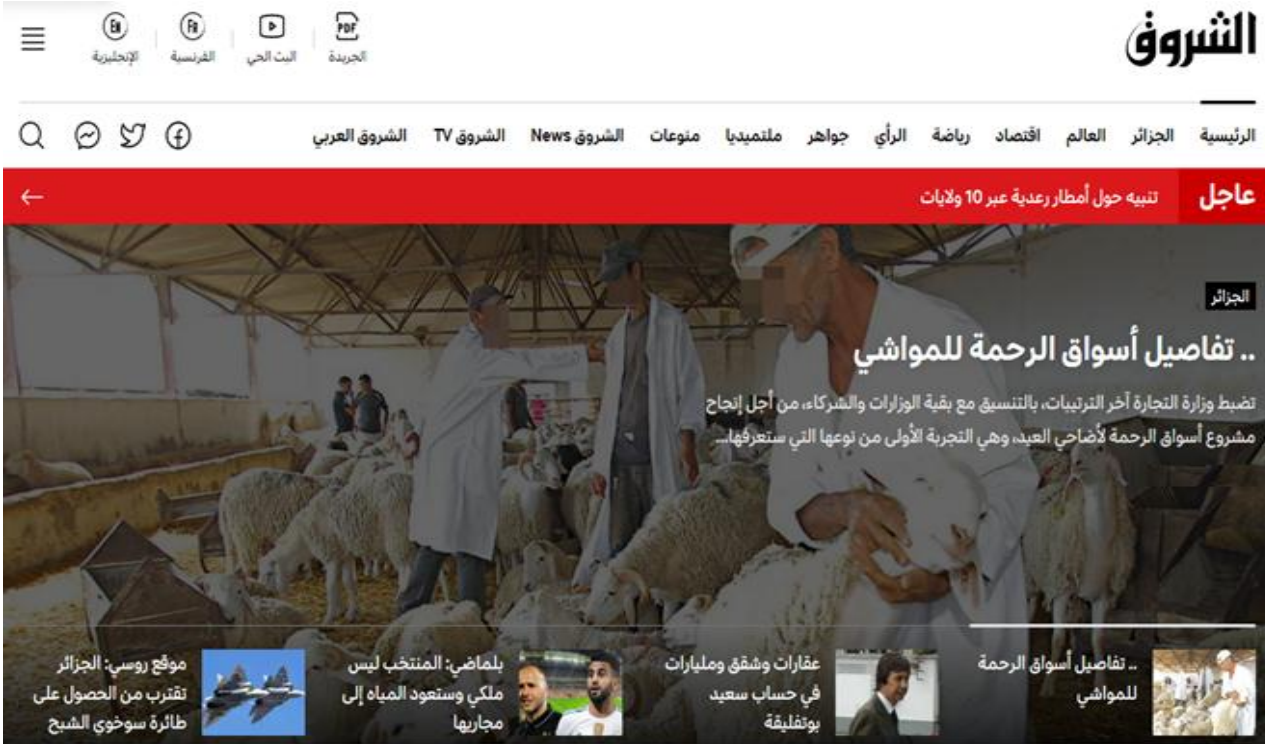 الشروق
الجريدة
البث الحي
الفرنسية
الإنجليزية
PDF
FR
EN
الرئيسية الجزائر العالم اقتصاد رياضة الرأي جواهر ملتميديا منوعات الشروق News الشروق TV الشروق العربي
عاجل تنبيه حول أمطار رعدية عبر 10 ولايات
الجزائر
.. تفاصيل أسواق الرحمة للمواشي
تضبط وزارة التجارة آخر الترتيبات، بالتنسيق مع بقية الوزارات والشركاء، من أجل إنجاح
مشروع أسواق الرحمة لأضاحي العيد، وهي التجربة الأولى من نوعها التي ستعرفها...
.. تفاصيل أسواق الرحمة
للمواشي
عقارات وشقق ومليارات
في حساب سعيد
بوتفليقة
بلماضي: المنتخب ليس
ملكي وستعود المياه إلى
مجاريها
موقع روسي: الجزائر
تقترب من الحصول على
طائرة سوخوي الشبح